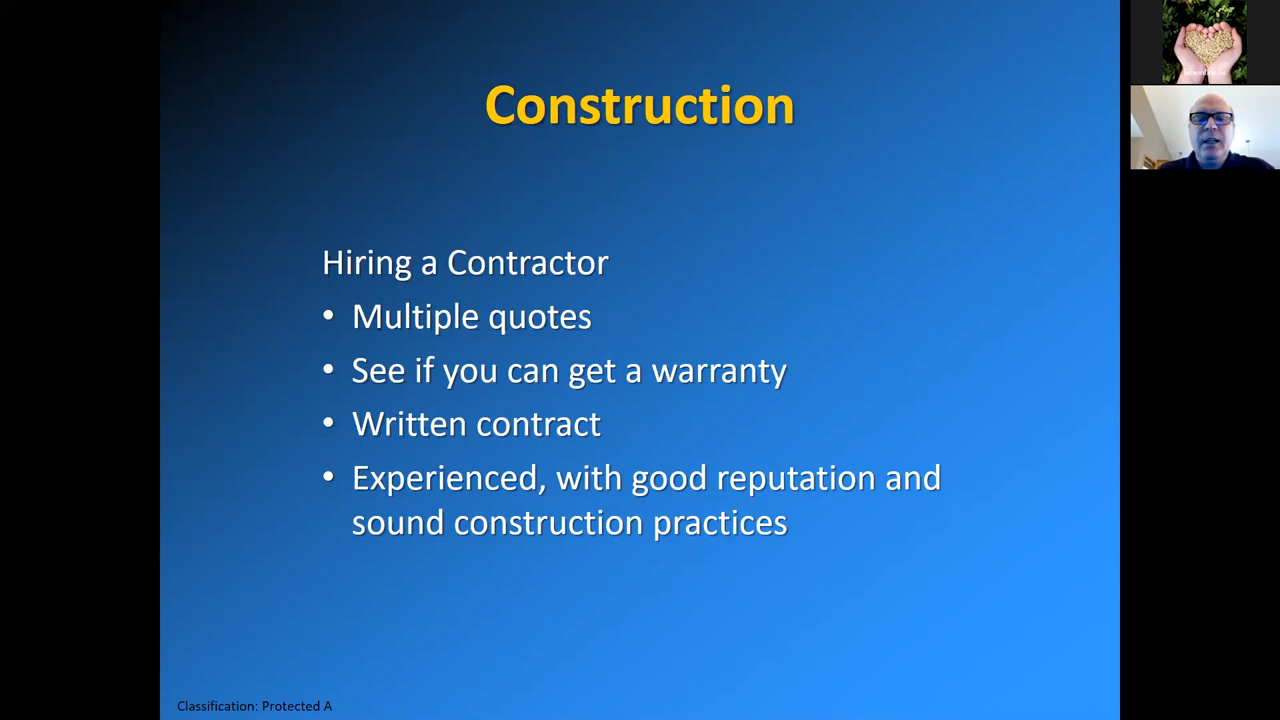 Construction
Hiring a Contractor
• Multiple quotes
• See if you can get a warranty
• Written contract
• Experienced, with good reputation and
sound construction practices
Classification: Protected A